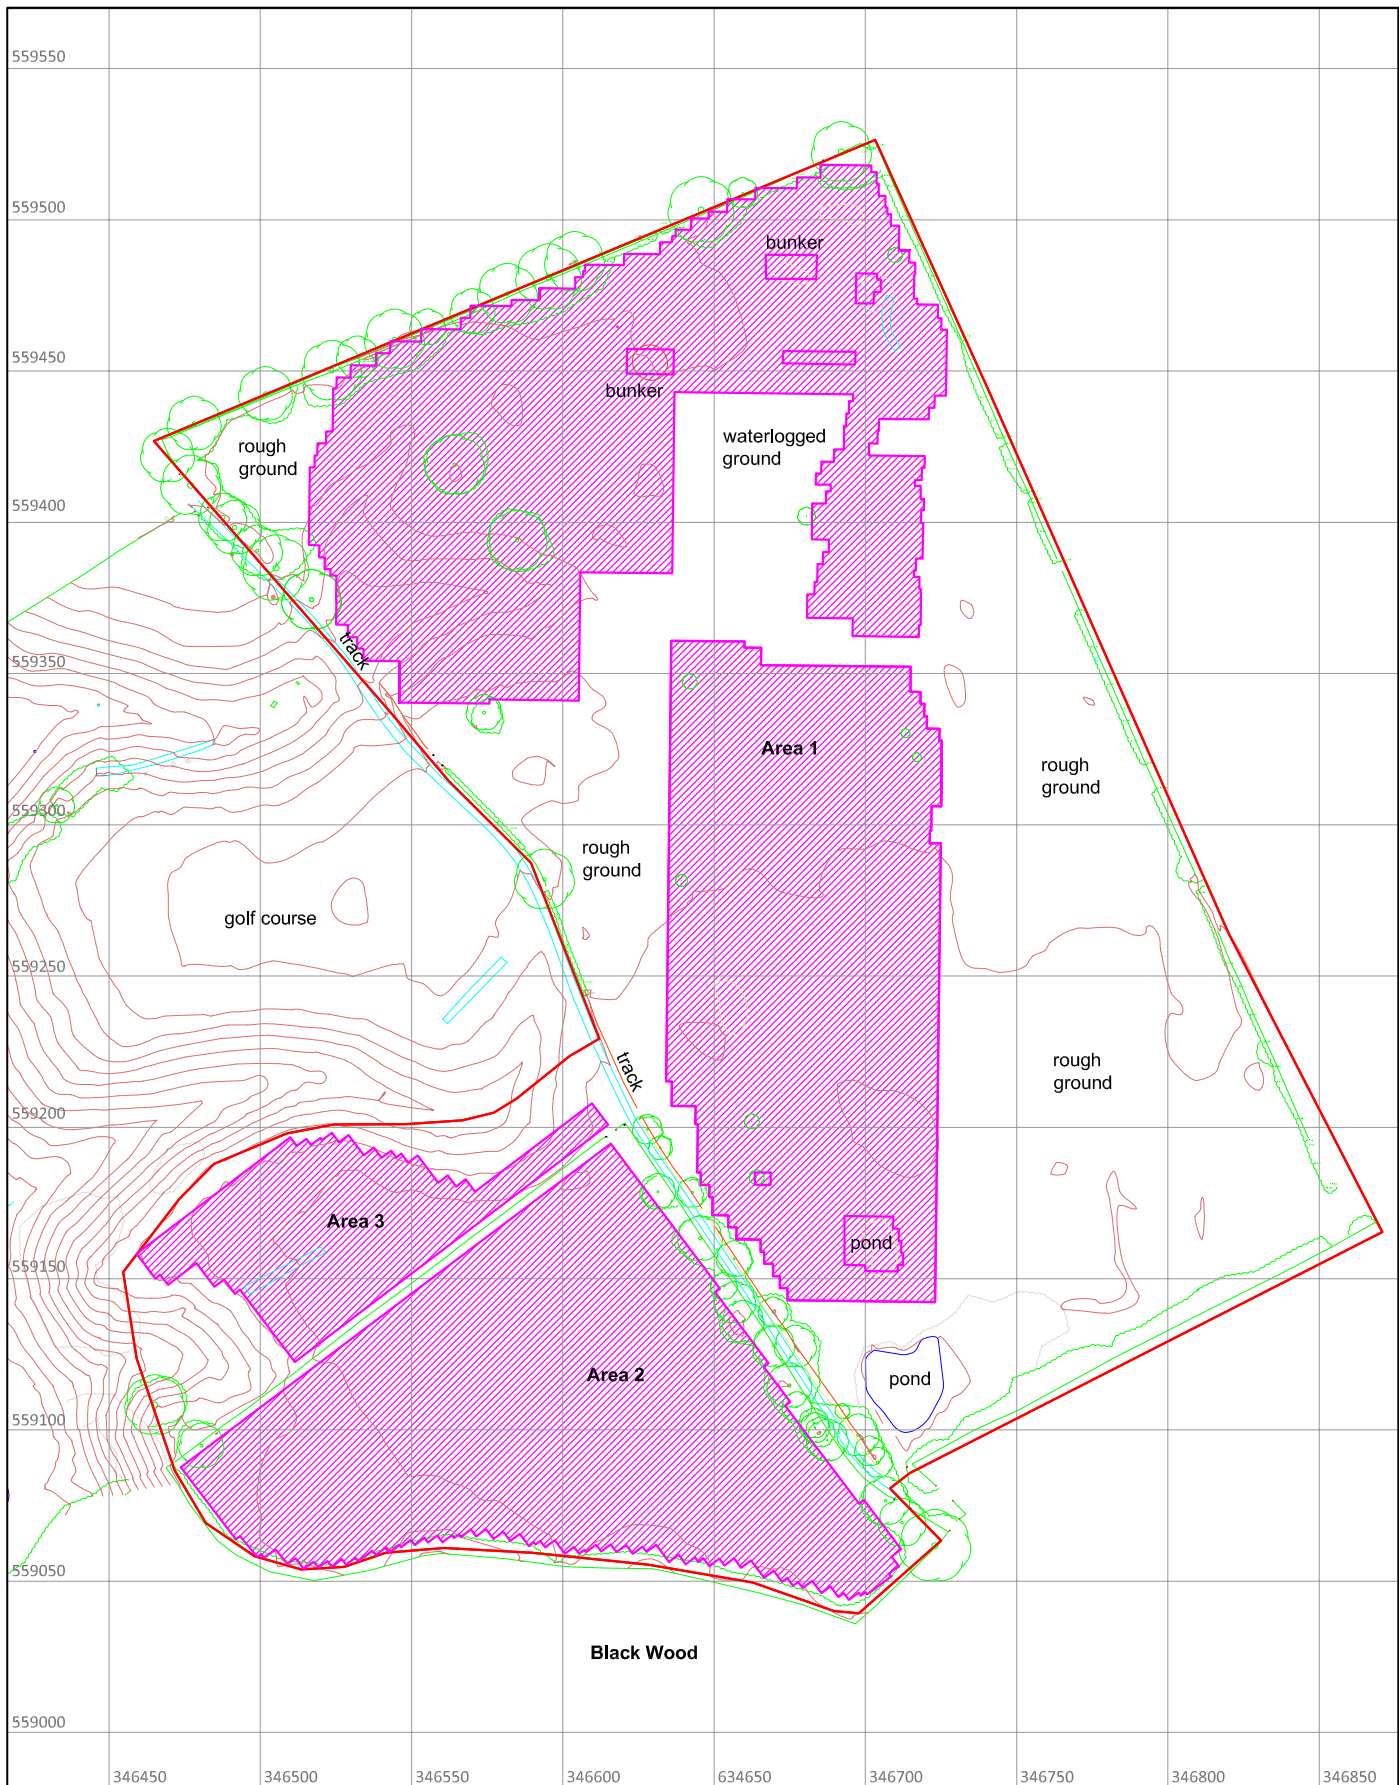 559550
559500
bunker
559450
bunker
rough
ground
waterlogged
ground
559400
track
559350
Area 1
rough
ground
559300
rough
ground
golf course
559250
track
rough
ground
559200
Area 3
pond
559150
Area 2
pond
559100
559050
Black Wood
559000
346450
346500
346550
346600
634650
346700
346750
346800
346850